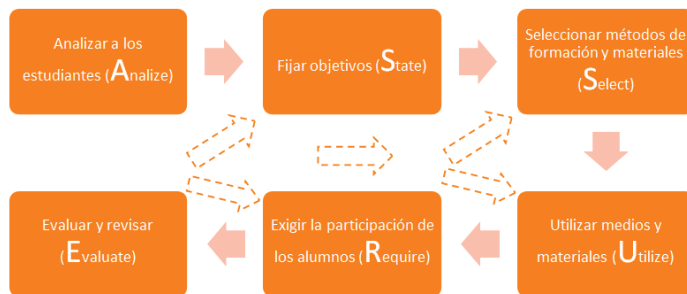 Analizar a los
estudiantes (Analize)
Fijar objetivos (State)
Seleccionar métodos de
formación y materiales
(Select)
Evaluar y revisar
(Evaluate)
Exigir la participación de
los alumnos (Require)
Utilizar medios y
materiales (Utilize)